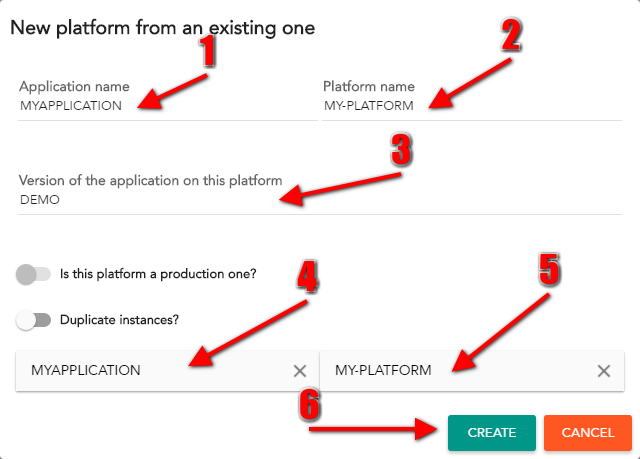 New platform from an existing one
1
2
Application name
Platform name
MYAPPLICATION
MY-PLATFORM
3
Version of the application on this platform
DEMO
Is this platform a production one?
4
5
Duplicate instances?
MYAPPLICATION
MY-PLATFORM
6
CREATE
CANCEL